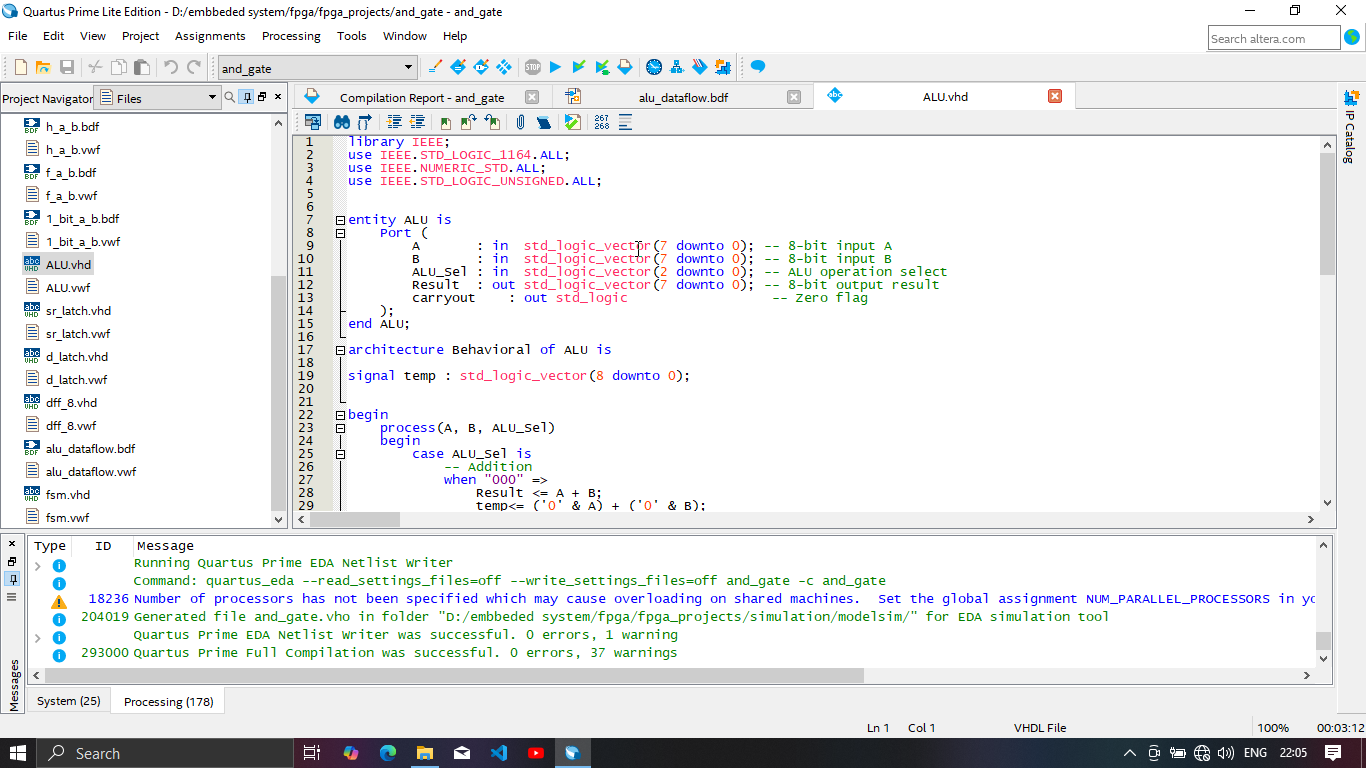 Quartus Prime Lite Edition - D:/embbeded system/fpga/fpga_projects/and_gate - and_gate
File Edit View Project Assignments Processing Tools Window Help
Search altera.com
and_gate
STOP
Project Navigator Files
h_a_b.bdf
h_a_b.vwf
f_a_b.bdf
f_a_b.vwf
1_bit_a_b.bdf
1_bit_a_b.vwf
ALU.vhd
ALU.vwf
sr_latch.vhd
sr_latch.vwf
d_latch.vhd
d_latch.vwf
dff_8.vhd
dff_8.vwf
alu_dataflow.bdf
alu_dataflow.vwf
fsm.vhd
fsm.vwf
Compilation Report - and_gate alu_dataflow.bdf ALU.vhd
267
268
1 library IEEE;
2 use IEEE.STD_LOGIC_1164.ALL;
3 use IEEE.NUMERIC_STD.ALL;
4 use IEEE.STD_LOGIC_UNSIGNED.ALL;
5
6
7 entity ALU is
8 Port (
9 A : in std_logic_vector(7 downto 0); -- 8-bit input A
10 B : in std_logic_vector(7 downto 0); -- 8-bit input B
11 ALU_Sel : in std_logic_vector(2 downto 0); -- ALU operation select
12 Result : out std_logic_vector(7 downto 0); -- 8-bit output result
13 carryout : out std_logic -- Zero flag
14 );
15 end ALU;
16
17 architecture Behavioral of ALU is
18
19 signal temp : std_logic_vector(8 downto 0);
20
21
22 begin
23 process(A, B, ALU_Sel)
24 begin
25 case ALU_Sel is
26 -- Addition
27 when "000" =>
28 Result <= A + B;
29 temp<= ('0' & A) + ('0' & B);
IP Catalog
Type ID Message
Running Quartus Prime EDA Netlist Writer
Command: quartus_eda --read_settings_files=off --write_settings_files=off and_gate -c and_gate
18236 Number of processors has not been specified which may cause overloading on shared machines. Set the global assignment NUM_PARALLEL_PROCESSORS in yo
204019 Generated file and_gate.vho in folder "D:/embbeded system/fpga/fpga_projects/simulation/modelsim/" for EDA simulation tool
Quartus Prime EDA Netlist Writer was successful. 0 errors, 1 warning
293000 Quartus Prime Full Compilation was successful. 0 errors, 37 warnings
Messages
System (25) Processing (178)
Ln 1 Col 1 VHDL File 100% 00:03:12
Search
ENG 22:05